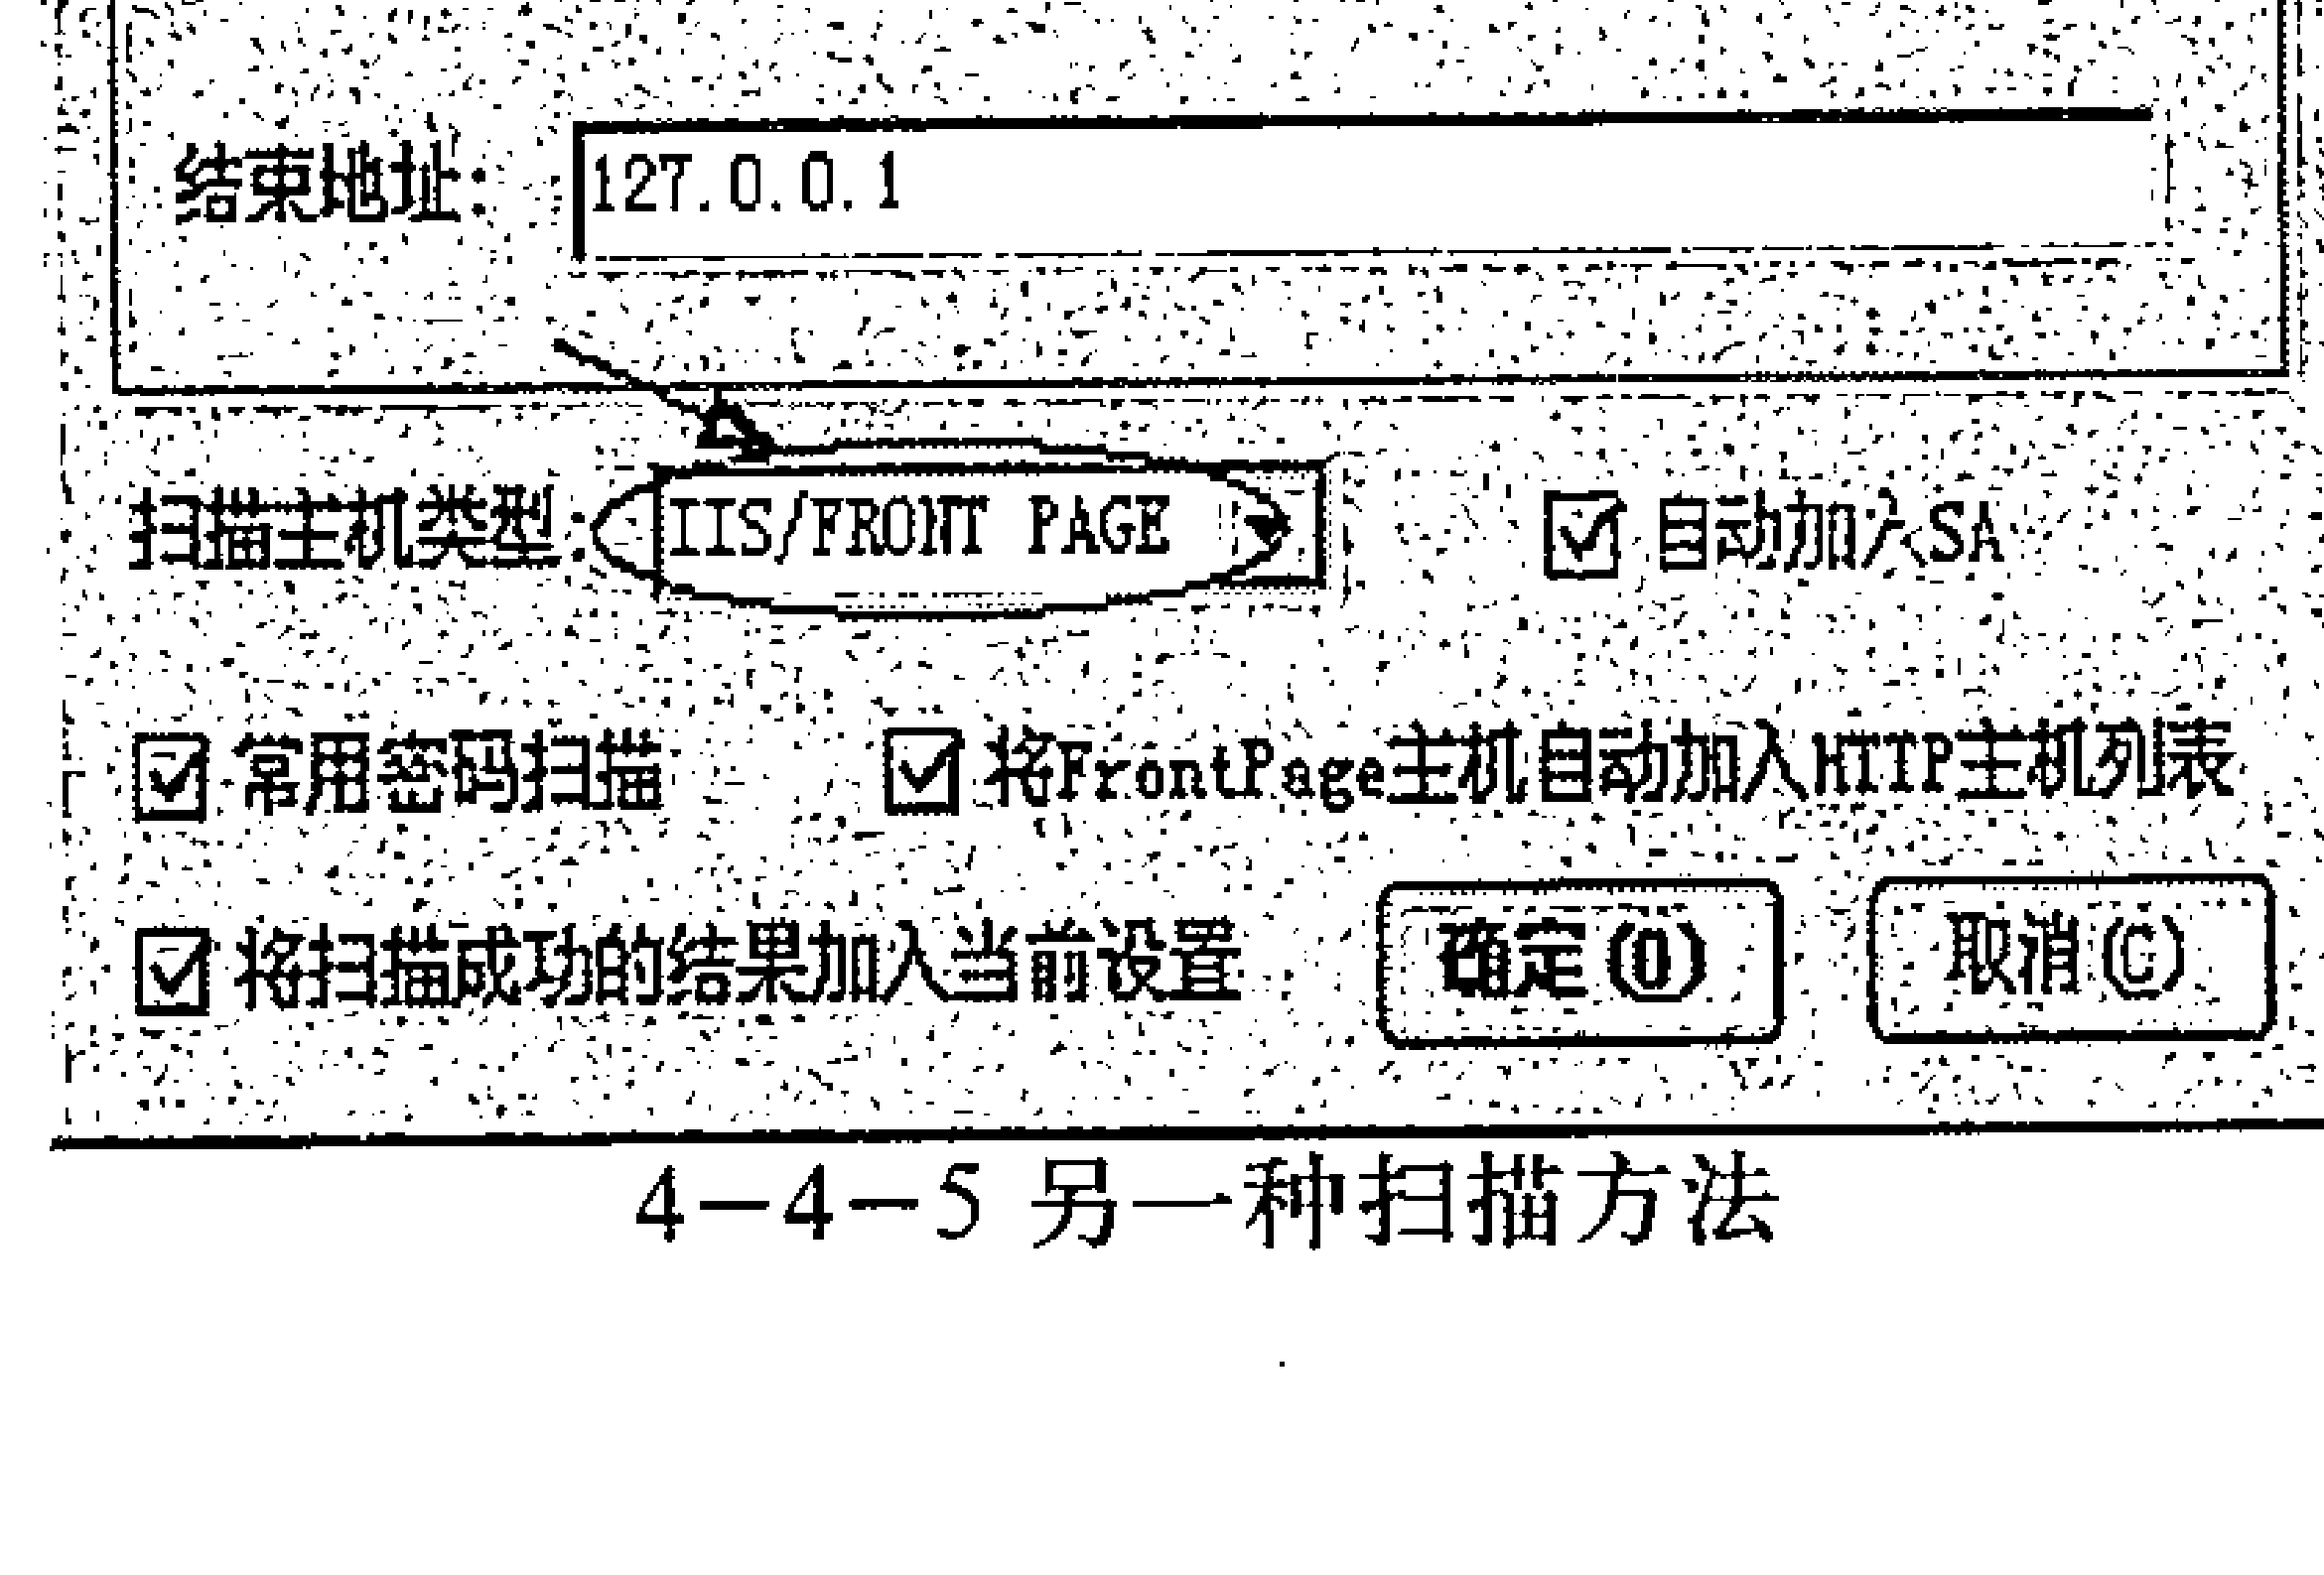 结束地址: 127.0.0.1
扫描主机类型: IIS/FRONT PAGE 自动加入SA
常用密码扫描 将FrontPage主机自动加入HTTP主机列表
将扫描成功的结果加入当前设置 确定(O) 取消(C)
4-4-5 另一种扫描方法